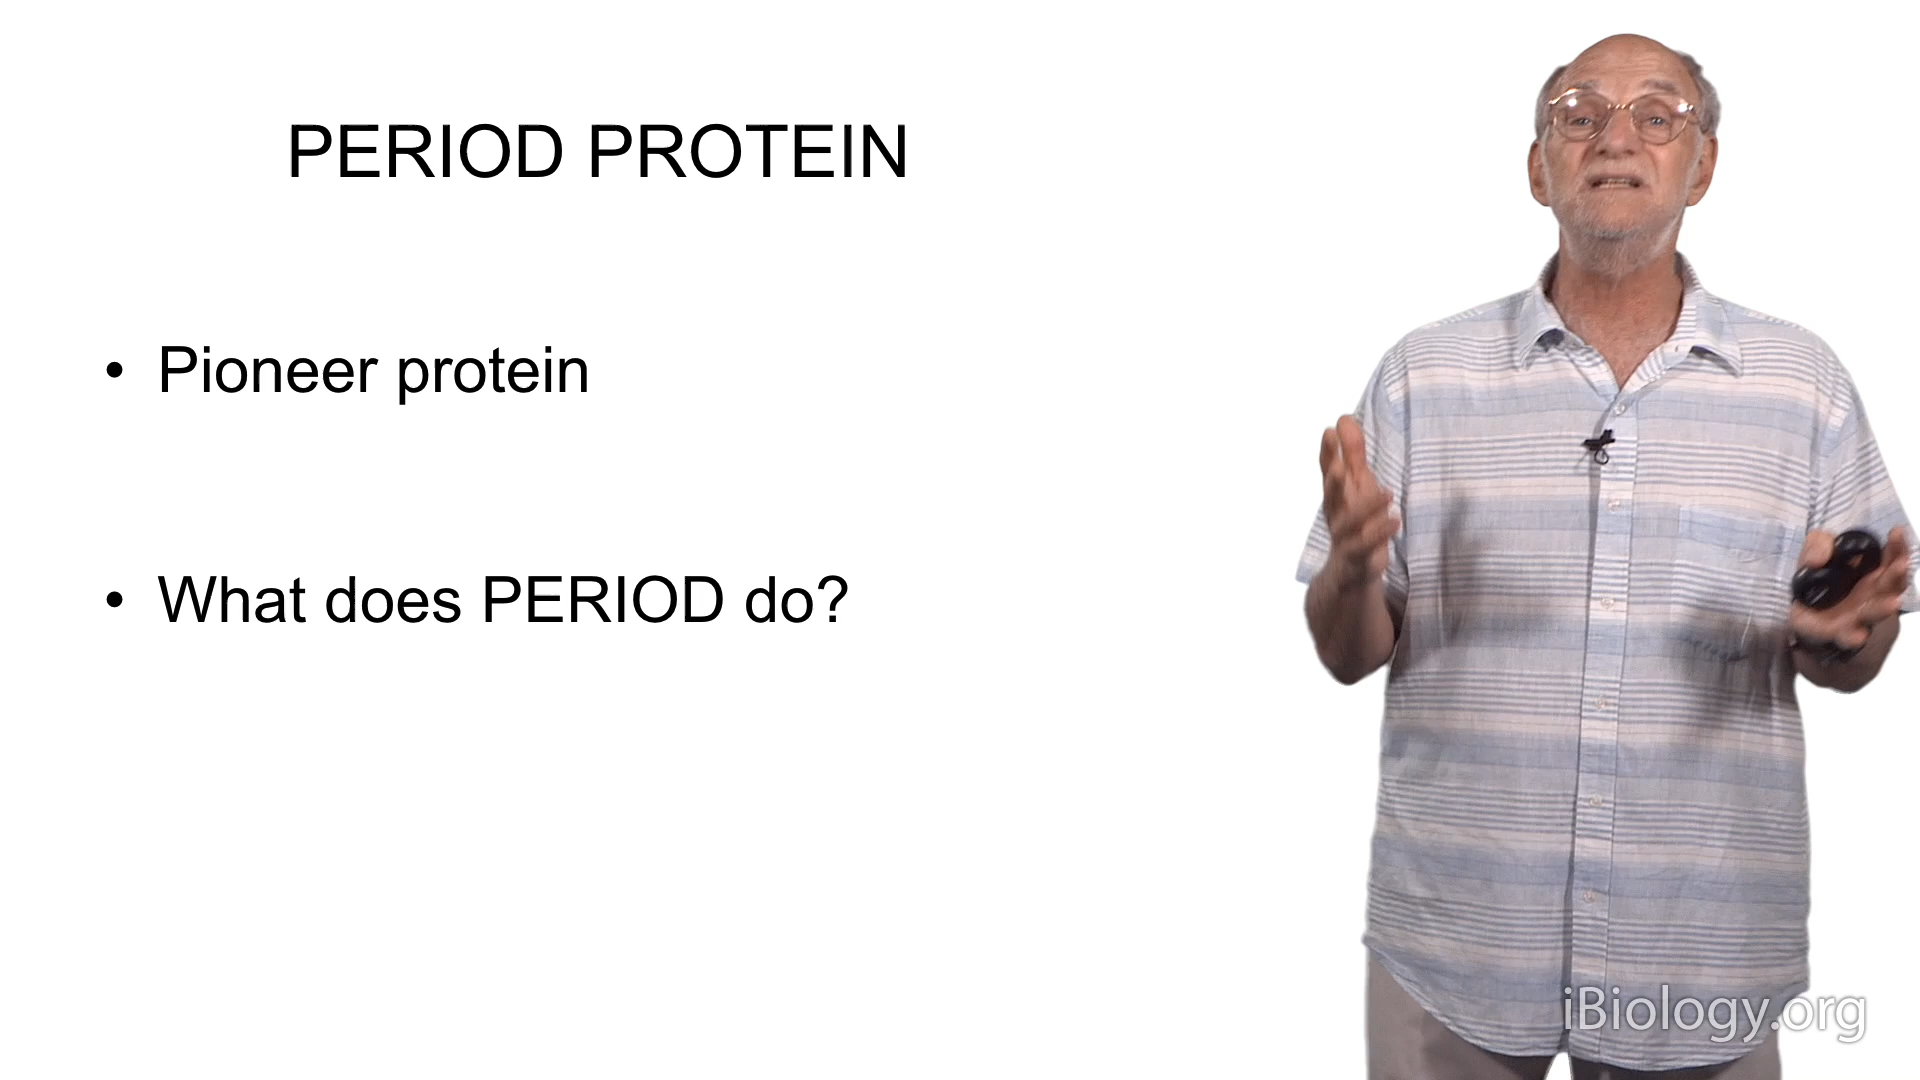 PERIOD PROTEIN
• Pioneer protein
• What does PERIOD do?
iBiology.org